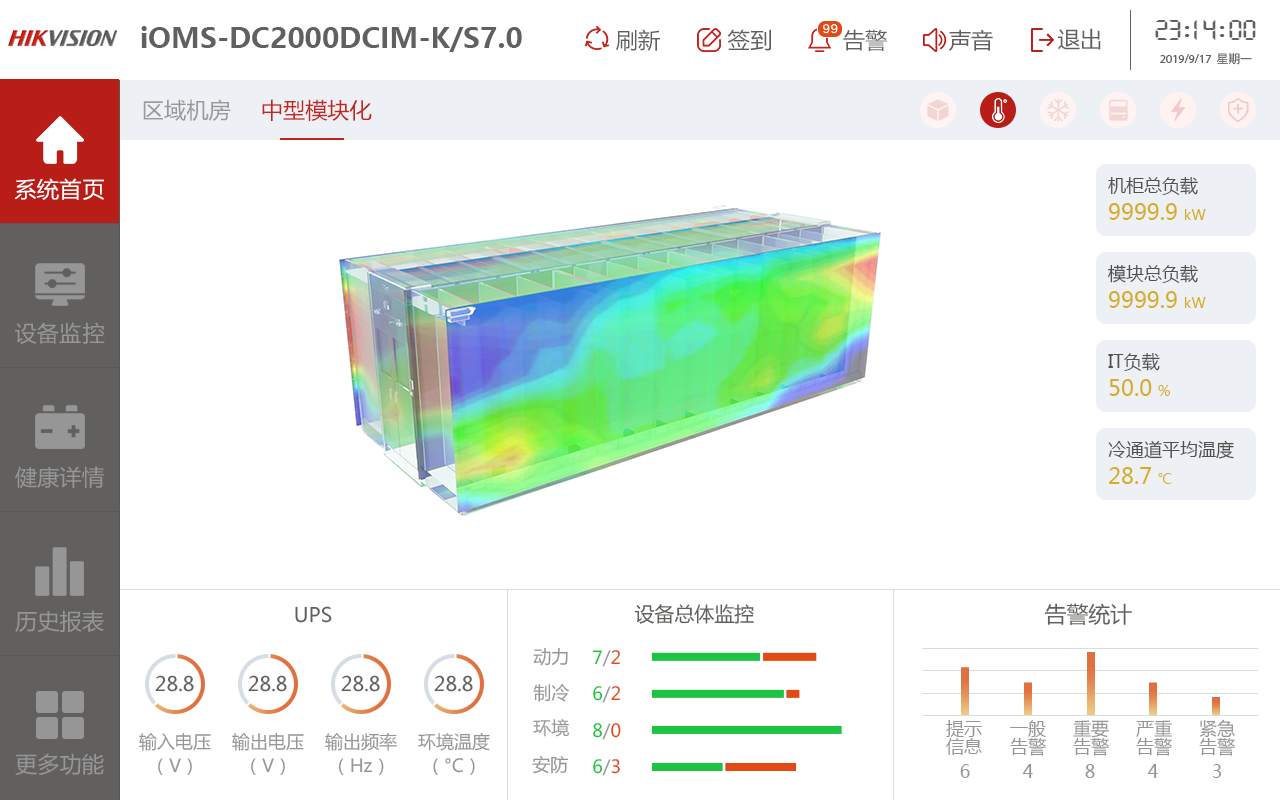 HIKVISION
iOMS-DC2000DCIM-K/S7.0
刷新
签到
99
告警
声音
退出
23:14:00
2019/9/17 星期一
区域机房
中型模块化
系统首页
设备监控
健康详情
历史报表
更多功能
机柜总负载
9999.9 kW
模块总负载
9999.9 kW
IT负载
50.0 %
冷通道平均温度
28.7 ℃
UPS
28.8
28.8
28.8
28.8
输入电压
( V )
输出电压
( V )
输出频率
( Hz )
环境温度
( °C )
设备总体监控
动力 7/2
制冷 6/2
环境 8/0
安防 6/3
告警统计
提示
信息
6
一般
告警
4
重要
告警
8
严重
告警
4
紧急
告警
3